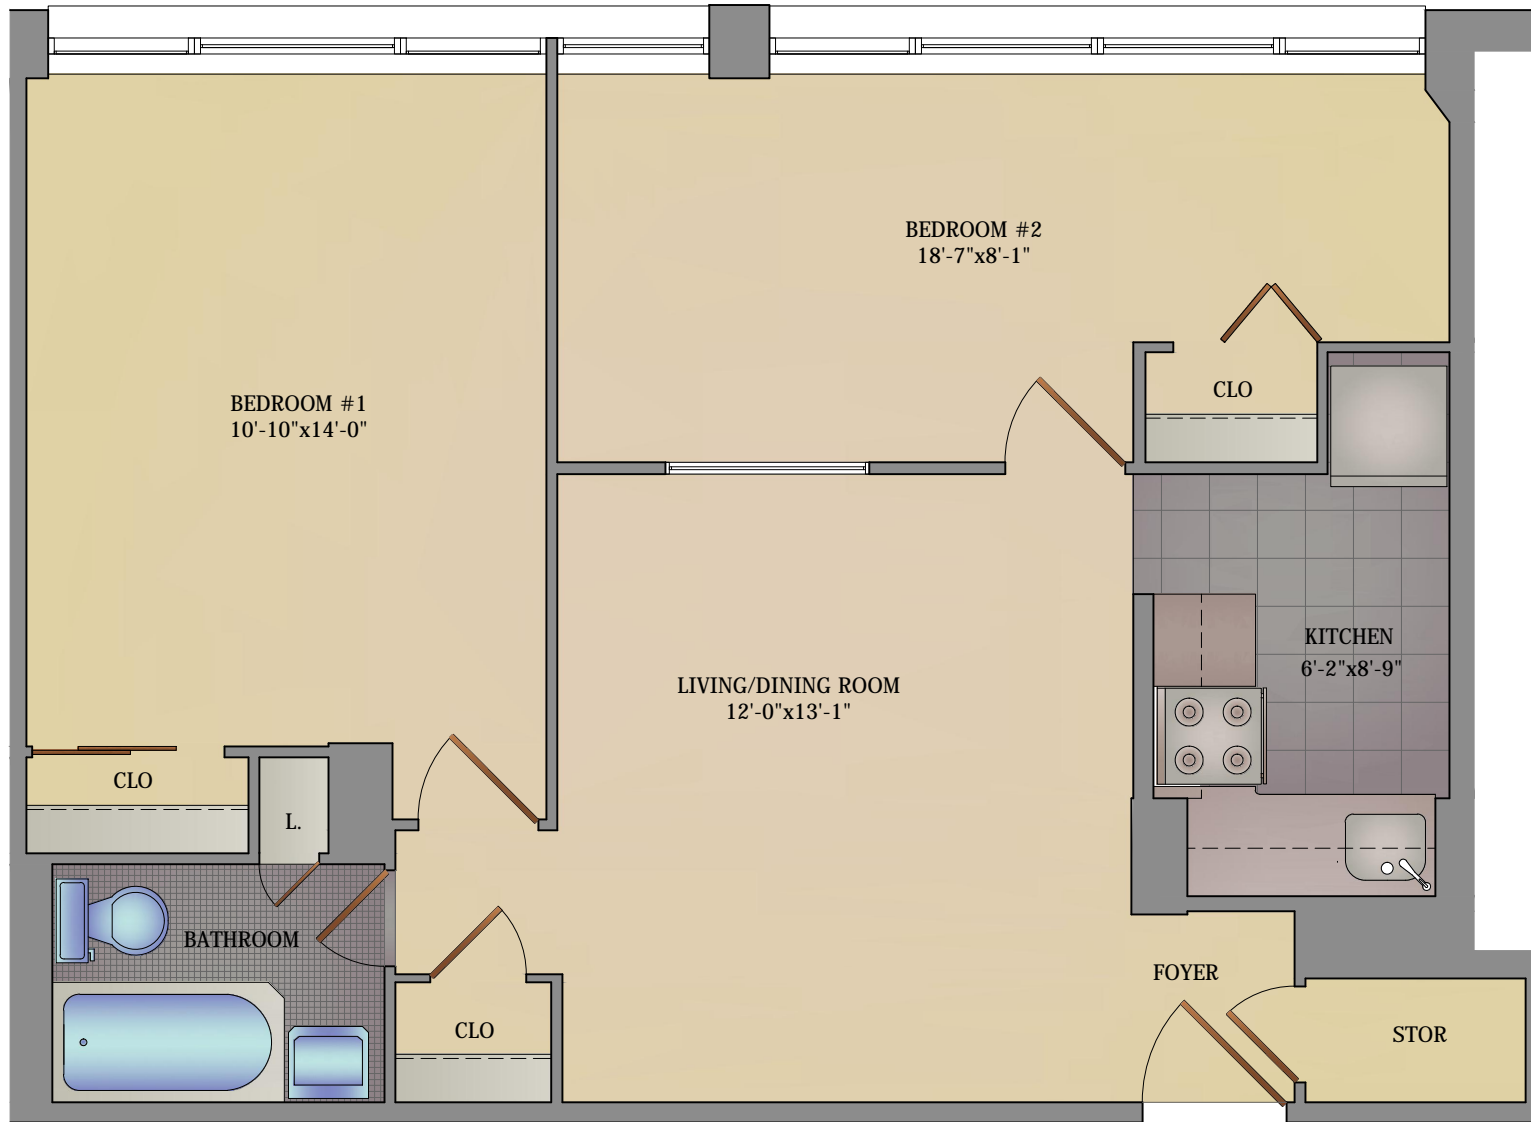 BEDROOM #2
18'-7"x8'-1"
BEDROOM #1
10'-10"x14'-0"
CLO
KITCHEN
6'-2"x8'-9"
LIVING/DINING ROOM
12'-0"x13'-1"
CLO
L.
BATHROOM
FOYER
CLO
STOR